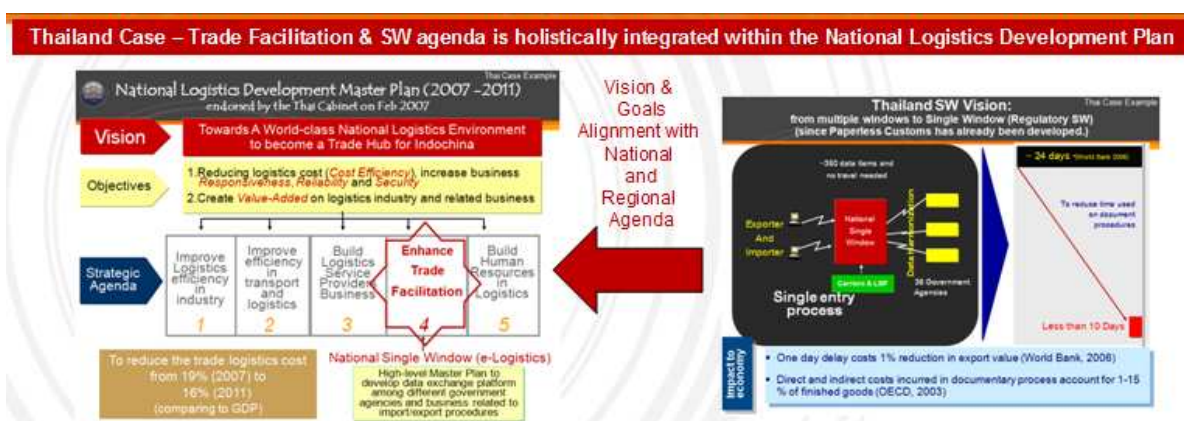 Thailand Case – Trade Facilitation & SW agenda is holistically integrated within the National Logistics Development Plan
Thai Case Example
National Logistics Development Master Plan (2007 -2011)
endorsed by the Thai Cabinet on Feb 2007
Vision
Towards A World-class National Logistics Environment
to become a Trade Hub for Indochina
Objectives
1.Reducing logistics cost (Cost Efficiency), increase business
Responsiveness, Reliability and Security
2.Create Value-Added on logistics industry and related business
Strategic
Agenda
Improve
Logistics
efficiency
in
industry
1
Improve
efficiency
in
transport
and
logistics
2
Build
Logistics
Service
Provider
Business
3
Enhance
Trade
Facilitation
4
Build
Human
Resources
in
Logistics
5
To reduce the trade logistics cost
from 19% (2007) to
16% (2011)
(comparing to GDP)
National Single Window (e-Logistics)
High-level Master Plan to
develop data exchange platform
among different government
agencies and business related to
import/export procedures
Vision &
Goals
Alignment with
National
and
Regional
Agenda
Thai Case Example
Thailand SW Vision:
from multiple windows to Single Window (Regulatory SW)
(since Paperless Customs has already been developed.)
data items and
no travel needed
Exporter
And
Importer
National
Single
Window
Data Harmonization
Carriers & LSP
36 Government
Agencies
Single entry
process
~ 24 days *(World Bank 2006)
To reduce time used
on document
procedures
Less than 10 Days
Impact to
economy
• One day delay costs 1% reduction in export value (World Bank, 2006)
• Direct and indirect costs incurred in documentary process account for 1-15
% of finished goods (OECD, 2003)